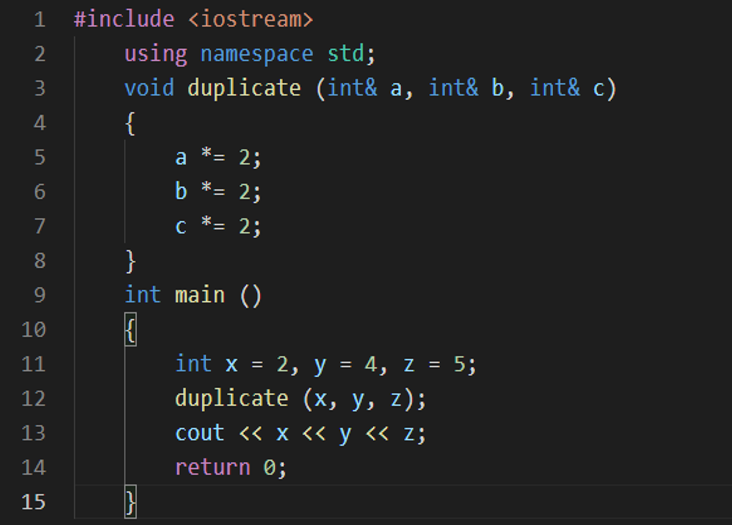 1 #include <iostream>
2 using namespace std;
3 void duplicate (int& a, int& b, int& c)
4 {
5 a *= 2;
6 b *= 2;
7 c *= 2;
8 }
9 int main ()
10 {
11 int x = 2, y = 4, z = 5;
12 duplicate (x, y, z);
13 cout << x << y << z;
14 return 0;
15 }